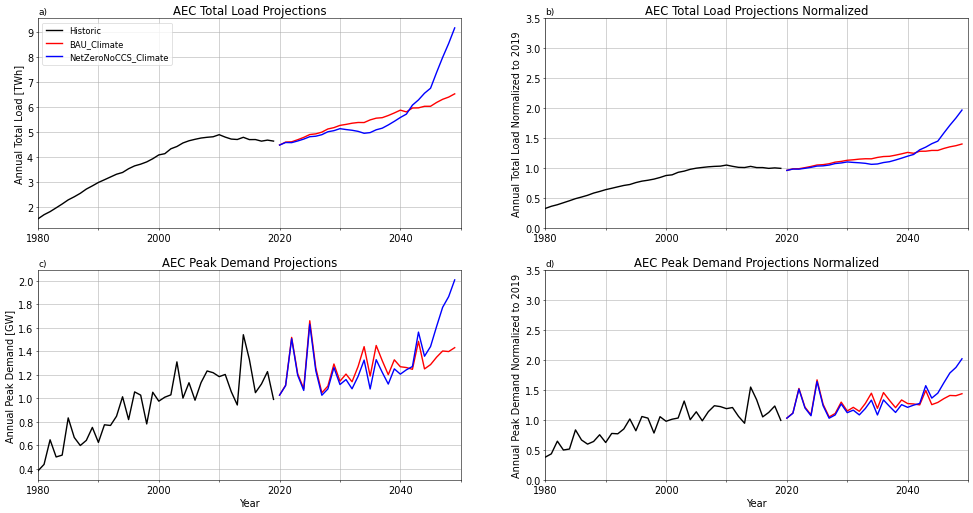 a)
AEC Total Load Projections
Annual Total Load [TWh]
9
8
7
6
5
4
3
2
Historic
BAU_Climate
NetZeroNoCCS_Climate
1980
2000
2020
2040
b)
AEC Total Load Projections Normalized
Annual Total Load Normalized to 2019
3.5
3.0
2.5
2.0
1.5
1.0
0.5
0.0
1980
2000
2020
2040
c)
AEC Peak Demand Projections
Annual Peak Demand [GW]
2.0
1.8
1.6
1.4
1.2
1.0
0.8
0.6
0.4
1980
2000
2020
2040
Year
d)
AEC Peak Demand Projections Normalized
Annual Peak Demand Normalized to 2019
3.5
3.0
2.5
2.0
1.5
1.0
0.5
0.0
1980
2000
2020
2040
Year